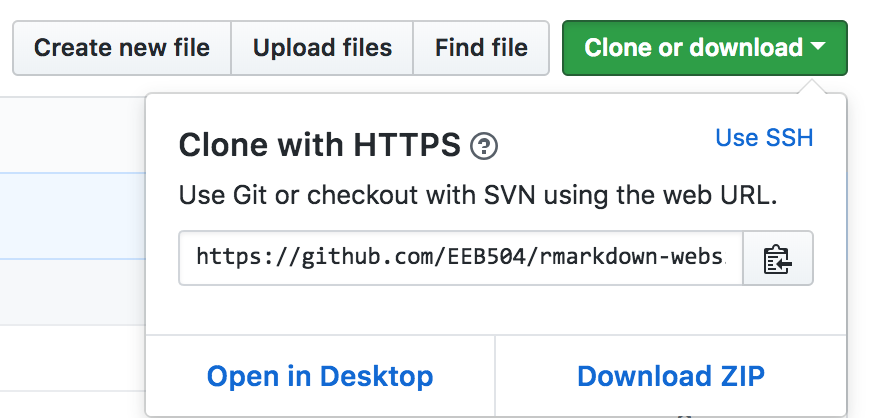 Create new file Upload files Find file Clone or download
Clone with HTTPS ?
Use SSH
Use Git or checkout with SVN using the web URL.
https://github.com/EEB504/rmarkdown-webs
Open in Desktop Download ZIP